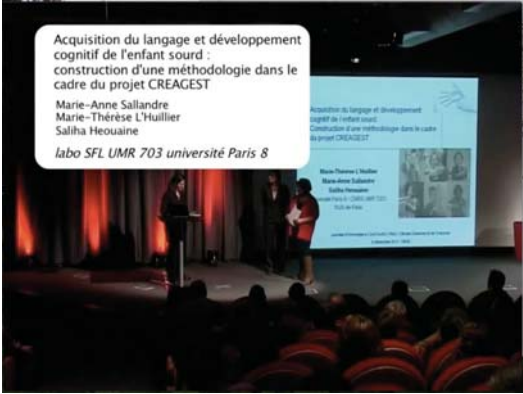 Acquisition du langage et développement
cognitif de l'enfant sourd :
construction d'une méthodologie dans le
cadre du projet CREAGEST
Marie-Anne Sallandre
Marie-Thérèse L'Huillier
Saliha Heouaine
labo SFL UMR 703 université Paris 8
Acquisition du langage et développement
cognitif de l'enfant sourd.
Construction d'une méthodologie dans le cadre
du projet CREAGEST
Marie-Thérèse L'Huillier
Marie-Anne Sallandre
Saliha Heouaine